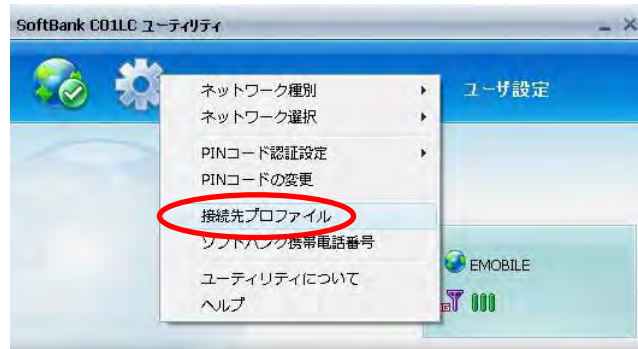 SoftBank C01LC ユーティリティ
ネットワーク種別
ユーザ設定
ネットワーク選択
PINコード認証設定
PINコードの変更
接続先プロファイル
ソフトバンク携帯電話番号
EMOBILE
ユーティリティについて
ヘルプ